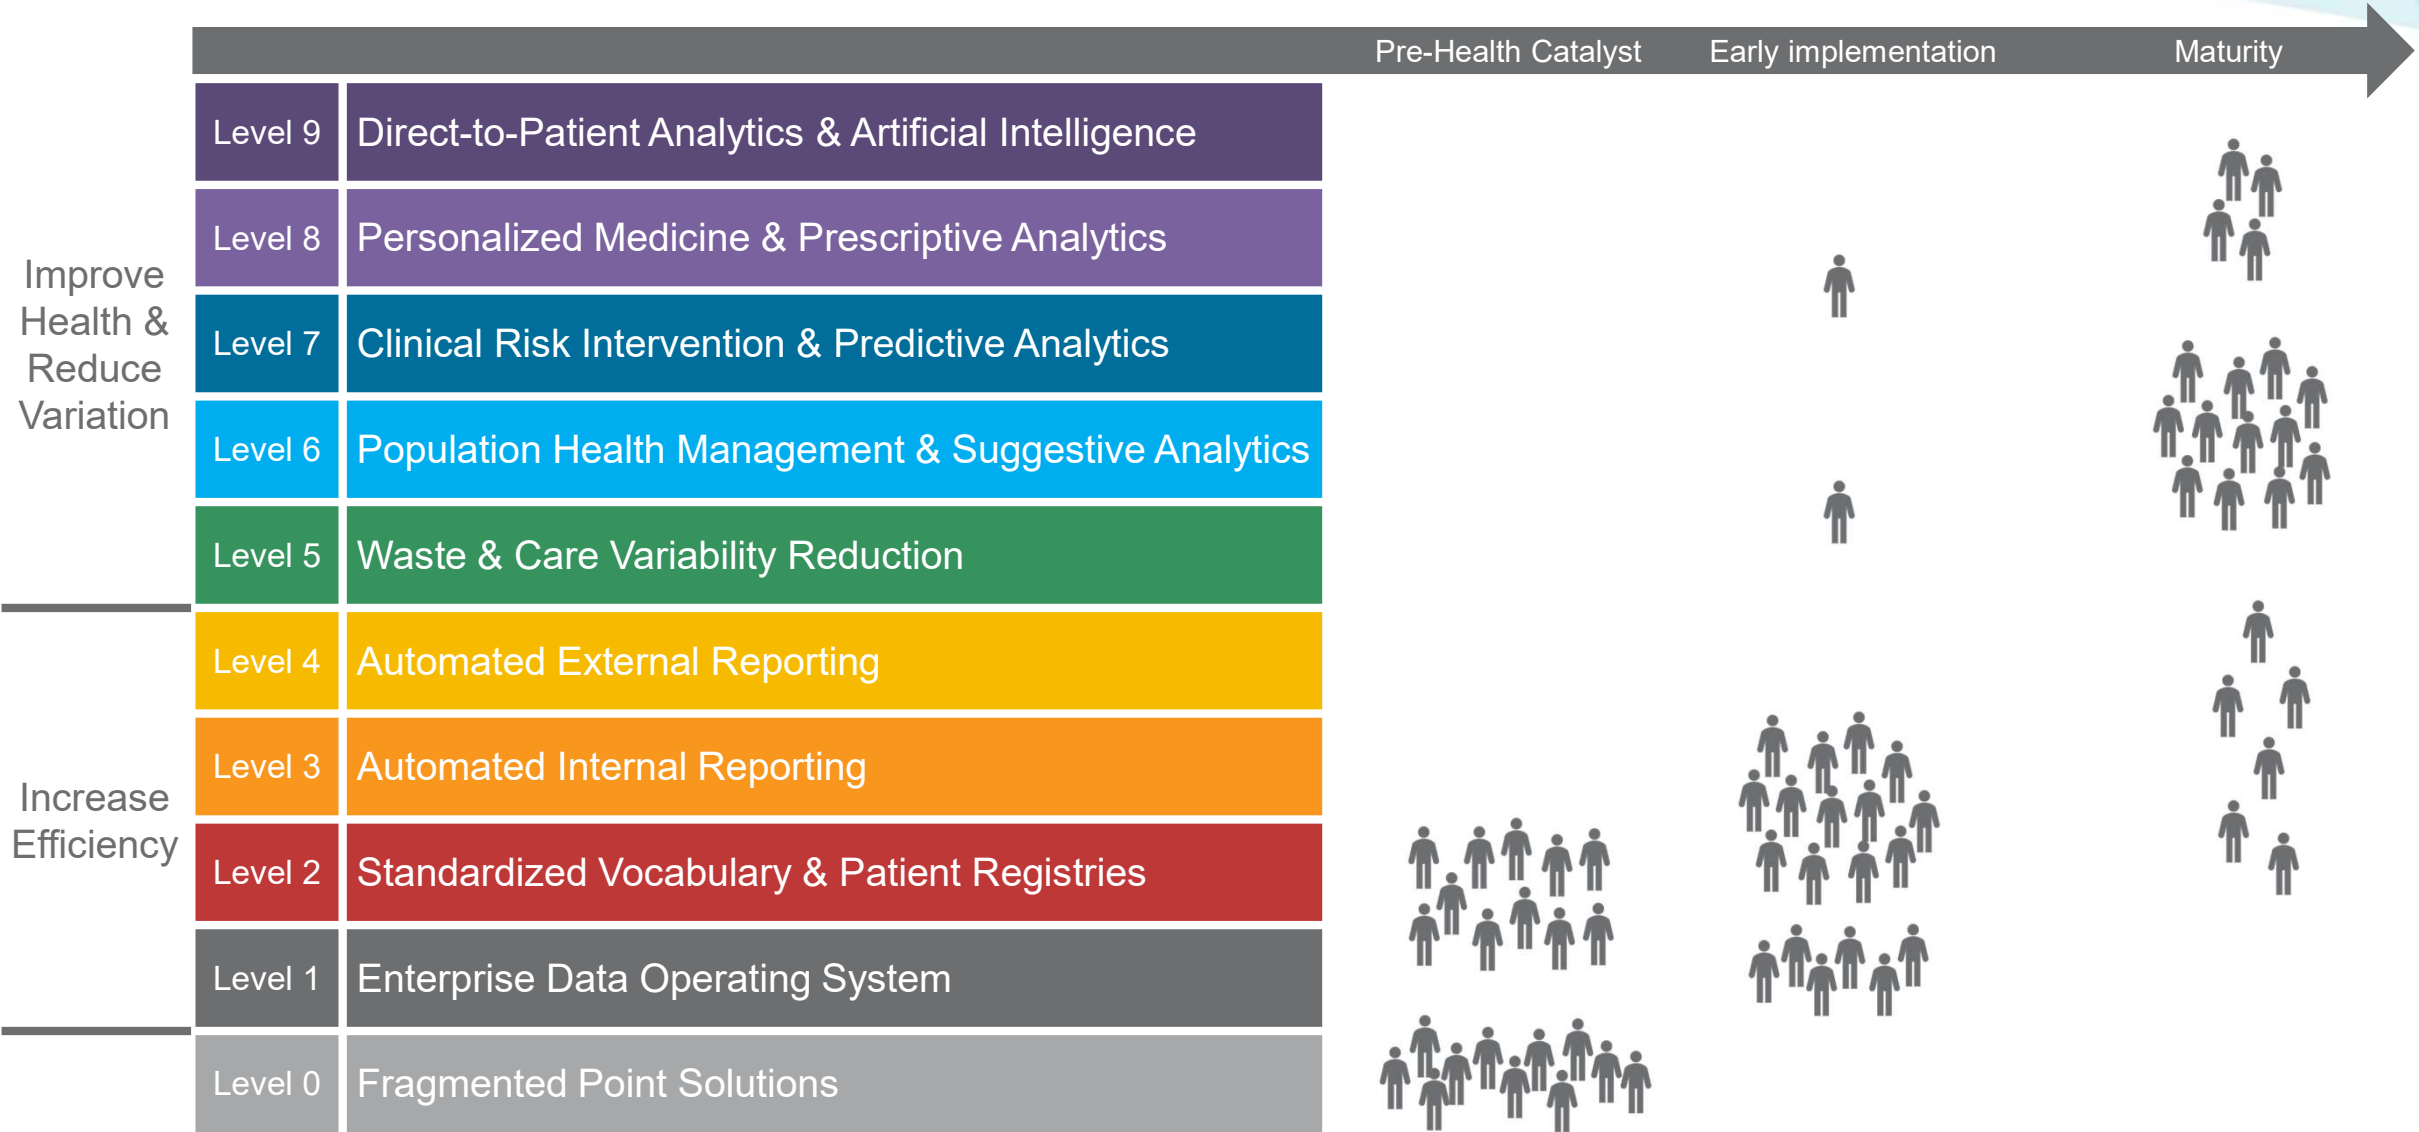 Pre-Health Catalyst
Early implementation
Maturity
Improve
Health &
Reduce
Variation
Level 9
Direct-to-Patient Analytics & Artificial Intelligence
Level 8
Personalized Medicine & Prescriptive Analytics
Level 7
Clinical Risk Intervention & Predictive Analytics
Level 6
Population Health Management & Suggestive Analytics
Level 5
Waste & Care Variability Reduction
Increase
Efficiency
Level 4
Automated External Reporting
Level 3
Automated Internal Reporting
Level 2
Standardized Vocabulary & Patient Registries
Level 1
Enterprise Data Operating System
Level 0
Fragmented Point Solutions